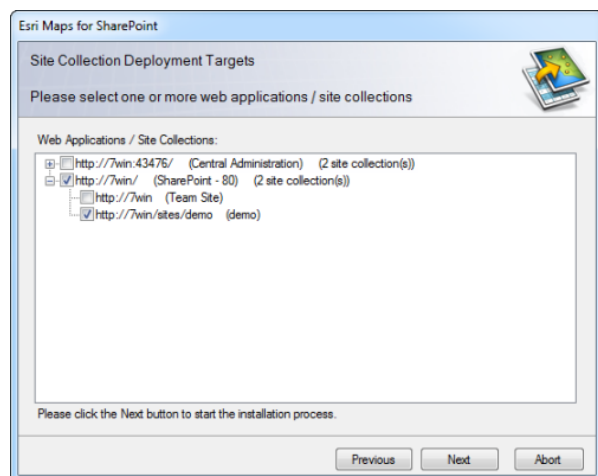 Esri Maps for SharePoint
Site Collection Deployment Targets
Please select one or more web applications / site collections
Web Applications / Site Collections:
http://7win:43476/ (Central Administration) (2 site collection(s))
http://7win/ (SharePoint - 80) (2 site collection(s))
http://7win (Team Site)
http://7win/sites/demo (demo)
Please click the Next button to start the installation process.
Previous Next Abort